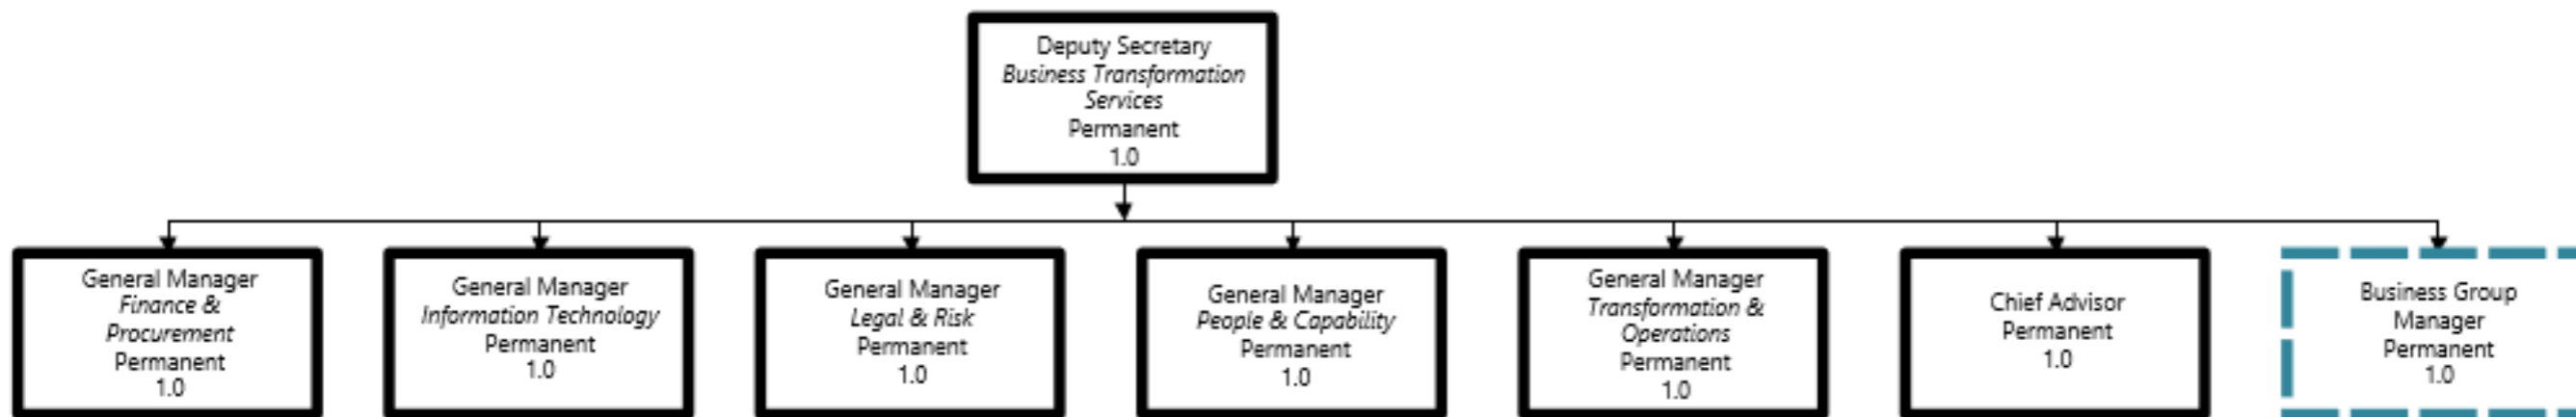 Deputy Secretary
Business Transformation
Services
Permanent
1.0
General Manager
Finance &
Procurement
Permanent
1.0
General Manager
Information Technology
Permanent
1.0
General Manager
Legal & Risk
Permanent
1.0
General Manager
People & Capability
Permanent
1.0
General Manager
Transformation &
Operations
Permanent
1.0
Chief Advisor
Permanent
1.0
Business Group
Manager
Permanent
1.0